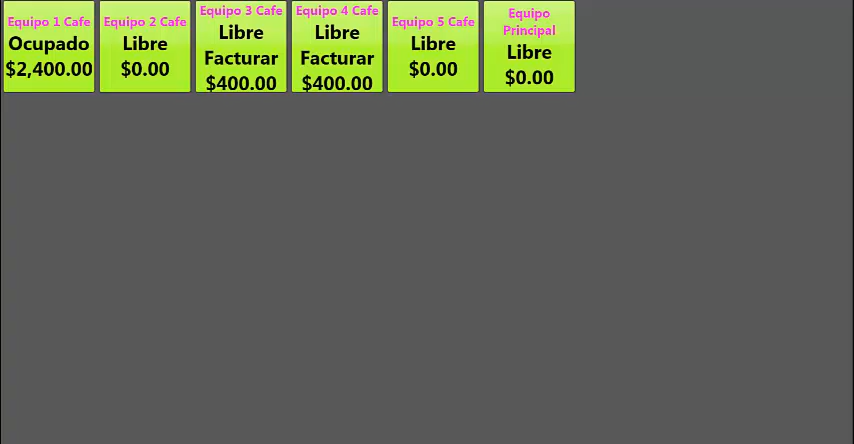 Equipo 1 Cafe
Ocupado
$2,400.00
Equipo 2 Cafe
Libre
$0.00
Equipo 3 Cafe
Libre
Facturar
$400.00
Equipo 4 Cafe
Libre
Facturar
$400.00
Equipo 5 Cafe
Libre
$0.00
Equipo
Principal
Libre
$0.00